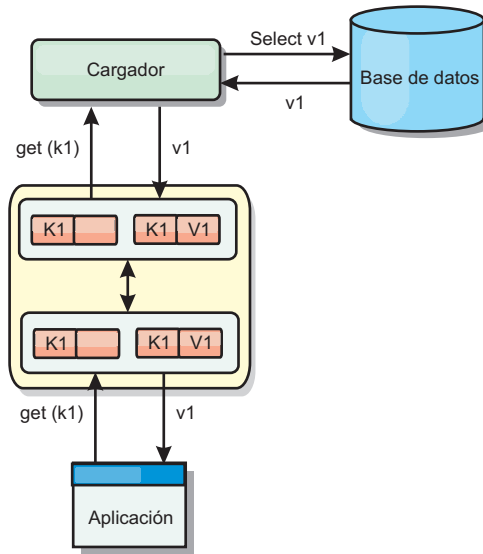 Select v1
Cargador
Base de datos
v1
get (k1)
v1
K1
K1 V1
K1
K1 V1
get (k1)
v1
Aplicación